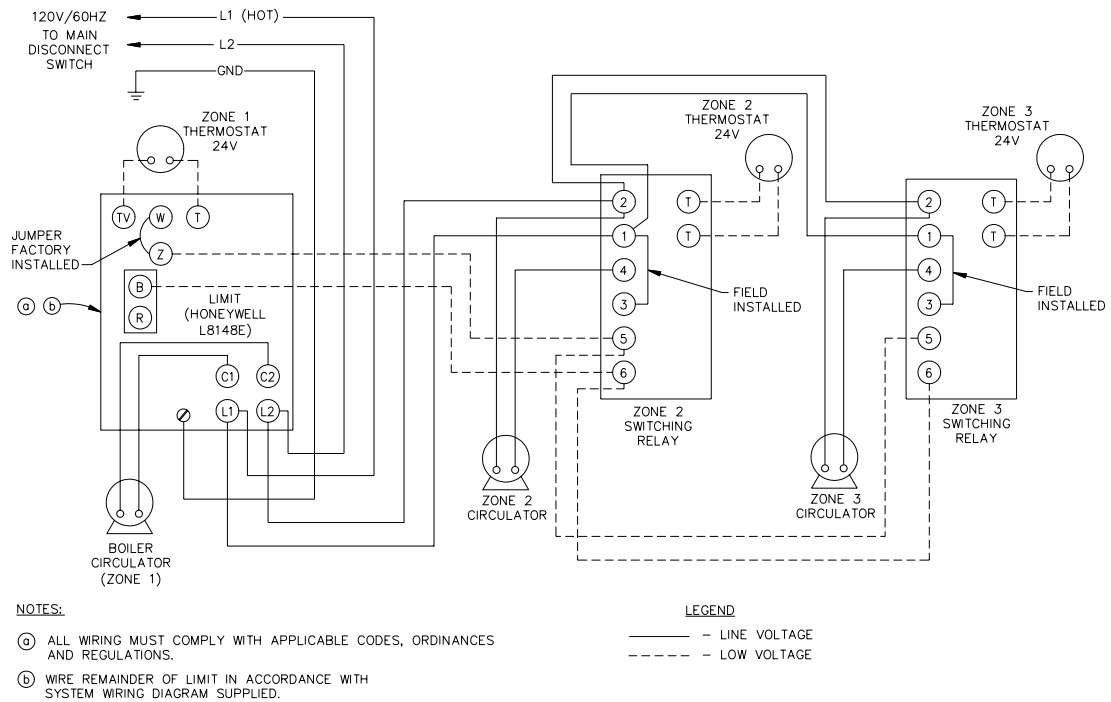 120V/60HZ
TO MAIN
DISCONNECT
SWITCH
L1 (HOT)
L2
GND
ZONE 1
THERMOSTAT
24V
ZONE 2
THERMOSTAT
24V
ZONE 3
THERMOSTAT
24V
TV
W
T
Z
B
R
JUMPER
FACTORY
INSTALLED
a b
LIMIT
(HONEYWELL
L8148E)
C1
C2
L1
L2
2
1
4
3
5
6
T
T
FIELD
INSTALLED
2
1
4
3
5
6
T
T
FIELD
INSTALLED
ZONE 2
SWITCHING
RELAY
ZONE 3
SWITCHING
RELAY
BOILER
CIRCULATOR
(ZONE 1)
ZONE 2
CIRCULATOR
ZONE 3
CIRCULATOR
NOTES:
a ALL WIRING MUST COMPLY WITH APPLICABLE CODES, ORDINANCES
AND REGULATIONS.
b WIRE REMAINDER OF LIMIT IN ACCORDANCE WITH
SYSTEM WIRING DIAGRAM SUPPLIED.
LEGEND
– LINE VOLTAGE
– LOW VOLTAGE